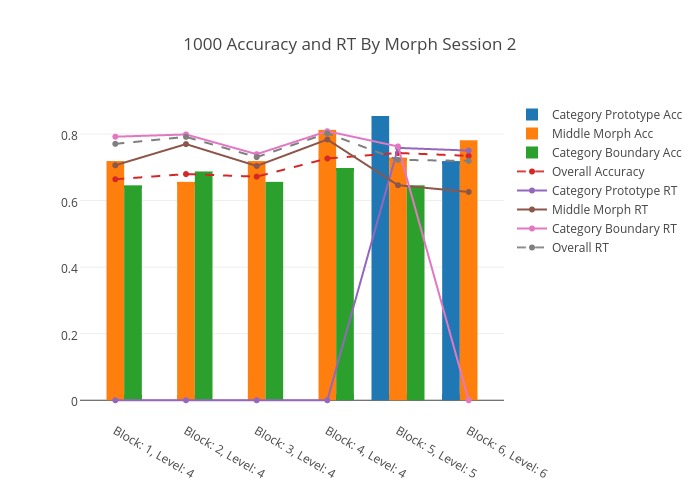 1000 Accuracy and RT By Morph Session 2
0.8
0.6
0.4
0.2
0
Block: 1, Level: 4
Block: 2, Level: 4
Block: 3, Level: 4
Block: 4, Level: 4
Block: 5, Level: 5
Block: 6, Level: 6
Category Prototype Acc
Middle Morph Acc
Category Boundary Acc
Overall Accuracy
Category Prototype RT
Middle Morph RT
Category Boundary RT
Overall RT